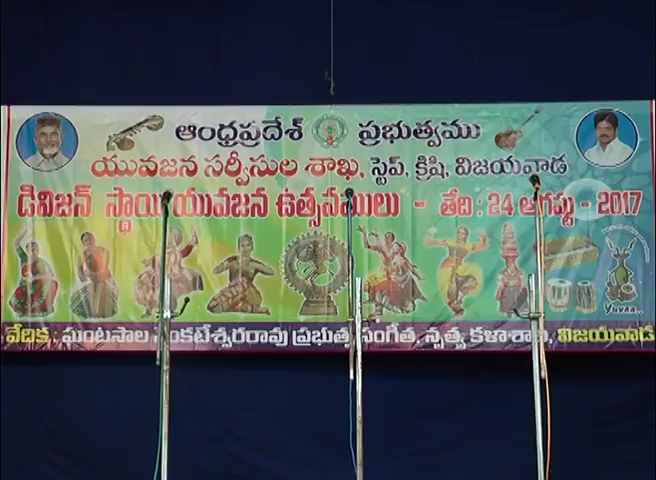 ఆంధ్రప్రదేశ్ ప్రభుత్వము
యువజన సర్వీసుల శాఖ, స్టెప్, క్రిషి, విజయవాడ
డివిజన్ స్థాయి యువజన ఉత్సవములు - తేది : 24 ఆగష్టు - 2017
YUVAA..
వేదిక : ఘంటసాల వెంకటేశ్వరరావు ప్రభుత్వ సంగీత, నృత్య కళాశాల, విజయవాడ